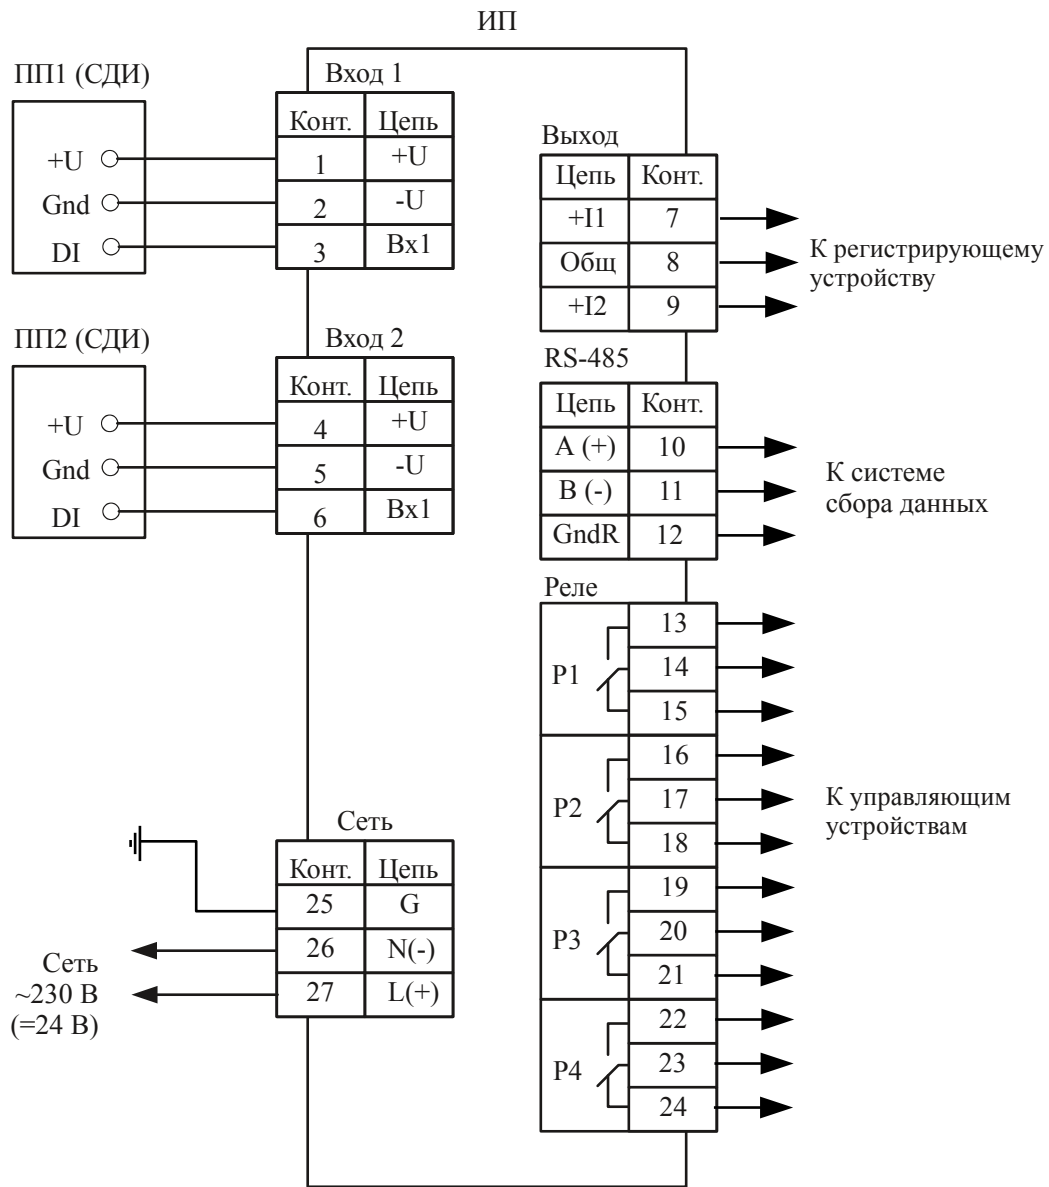 ИП
ПП1 (СДИ)
+U
Gnd
DI
Вход 1
Конт. Цепь
1 +U
2 -U
3 Вх1
ПП2 (СДИ)
+U
Gnd
DI
Вход 2
Конт. Цепь
4 +U
5 -U
6 Вх1
Сеть
Конт. Цепь
25 G
26 N(-)
27 L(+)
Сеть
~230 В
(=24 В)
Выход
Цепь Конт.
+I1 7
Общ 8
+I2 9
К регистрирующему
устройству
RS-485
Цепь Конт.
A (+) 10
B (-) 11
GndR 12
К системе
сбора данных
Реле
P1
13
14
15
P2
16
17
18
P3
19
20
21
P4
22
23
24
К управляющим
устройствам